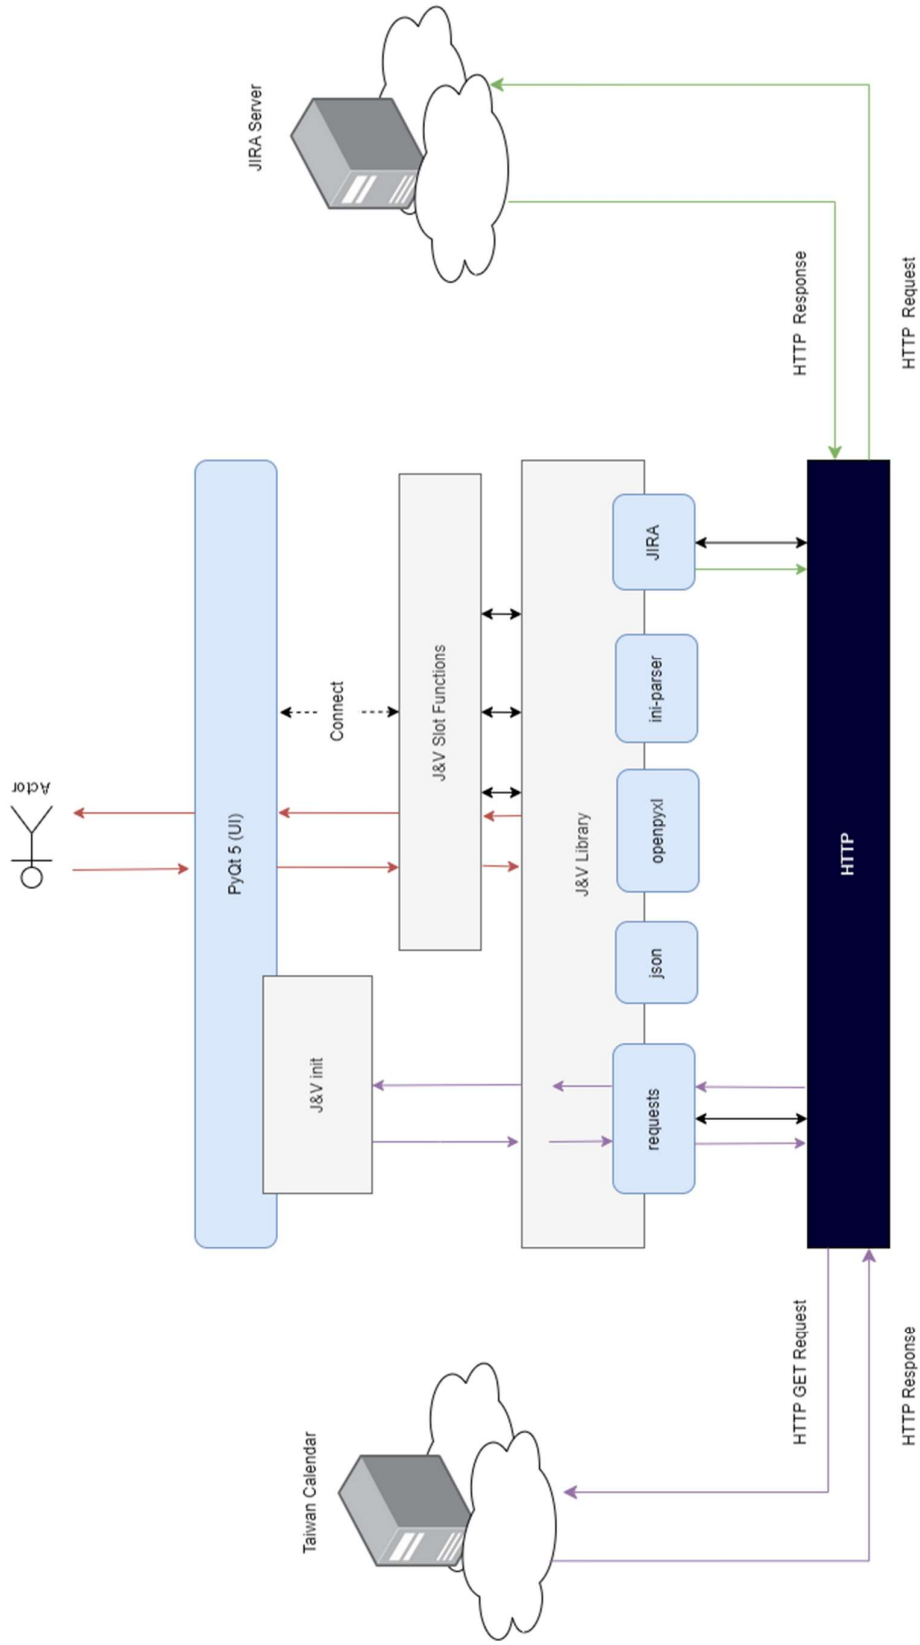 Actor
PyQt 5 (UI)
J&V init
Connect
J&V Slot Functions
J&V Library
requests
json
openpyxl
ini-parser
JIRA
HTTP
Taiwan Calendar
HTTP GET Request
HTTP Response
JIRA Server
HTTP Response
HTTP Request